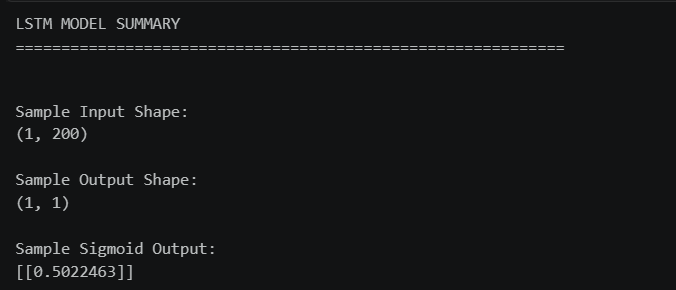 LSTM MODEL SUMMARY
============================================================
Sample Input Shape:
(1, 200)
Sample Output Shape:
(1, 1)
Sample Sigmoid Output:
[[0.5022463]]